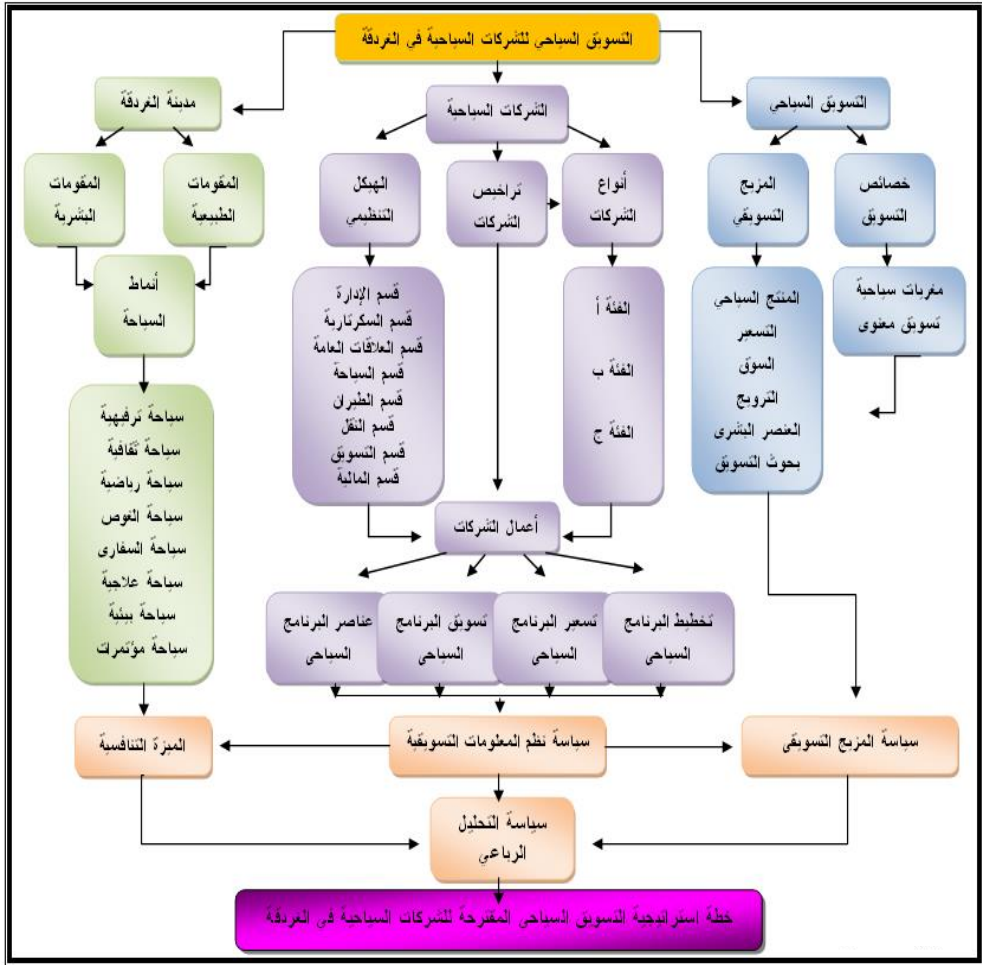 التسويق السياحي للشركات السياحية في الغردقة
التسويق السياحي
الشركات السياحية
مدينة الغردقة
خصائص
التسويق
المزيج
التسويقي
أنواع
الشركات
تراخيص
الشركات
الهيكل
التنظيمي
المقومات
الطبيعية
المقومات
البشرية
مغريات سياحية
تسويق معنوى
المنتج السياحي
التسعير
السوق
الترويج
العنصر البشرى
بحوث التسويق
الفئة أ
الفئة ب
الفئة ج
قسم الإدارة
قسم السكرتارية
قسم العلاقات العامة
قسم السياحة
قسم الطيران
قسم النقل
قسم التسويق
قسم المالية
أنماط
السياحة
سياحة ترفيهية
سياحة ثقافية
سياحة رياضية
سياحة الغوص
سياحة السفارى
سياحة علاجية
سياحة بيئية
سياحة مؤتمرات
أعمال الشركات
تخطيط البرنامج
السياحى
تسعير البرنامج
السياحى
تسويق البرنامج
السياحى
عناصر البرنامج
السياحى
سياسة المزيج التسويقى
سياسة نظم المعلومات التسويقية
الميزة التنافسية
سياسة التحليل
الرباعي
خطة استراتيجية التسويق السياحى المقترحة للشركات السياحية فى الغردقة